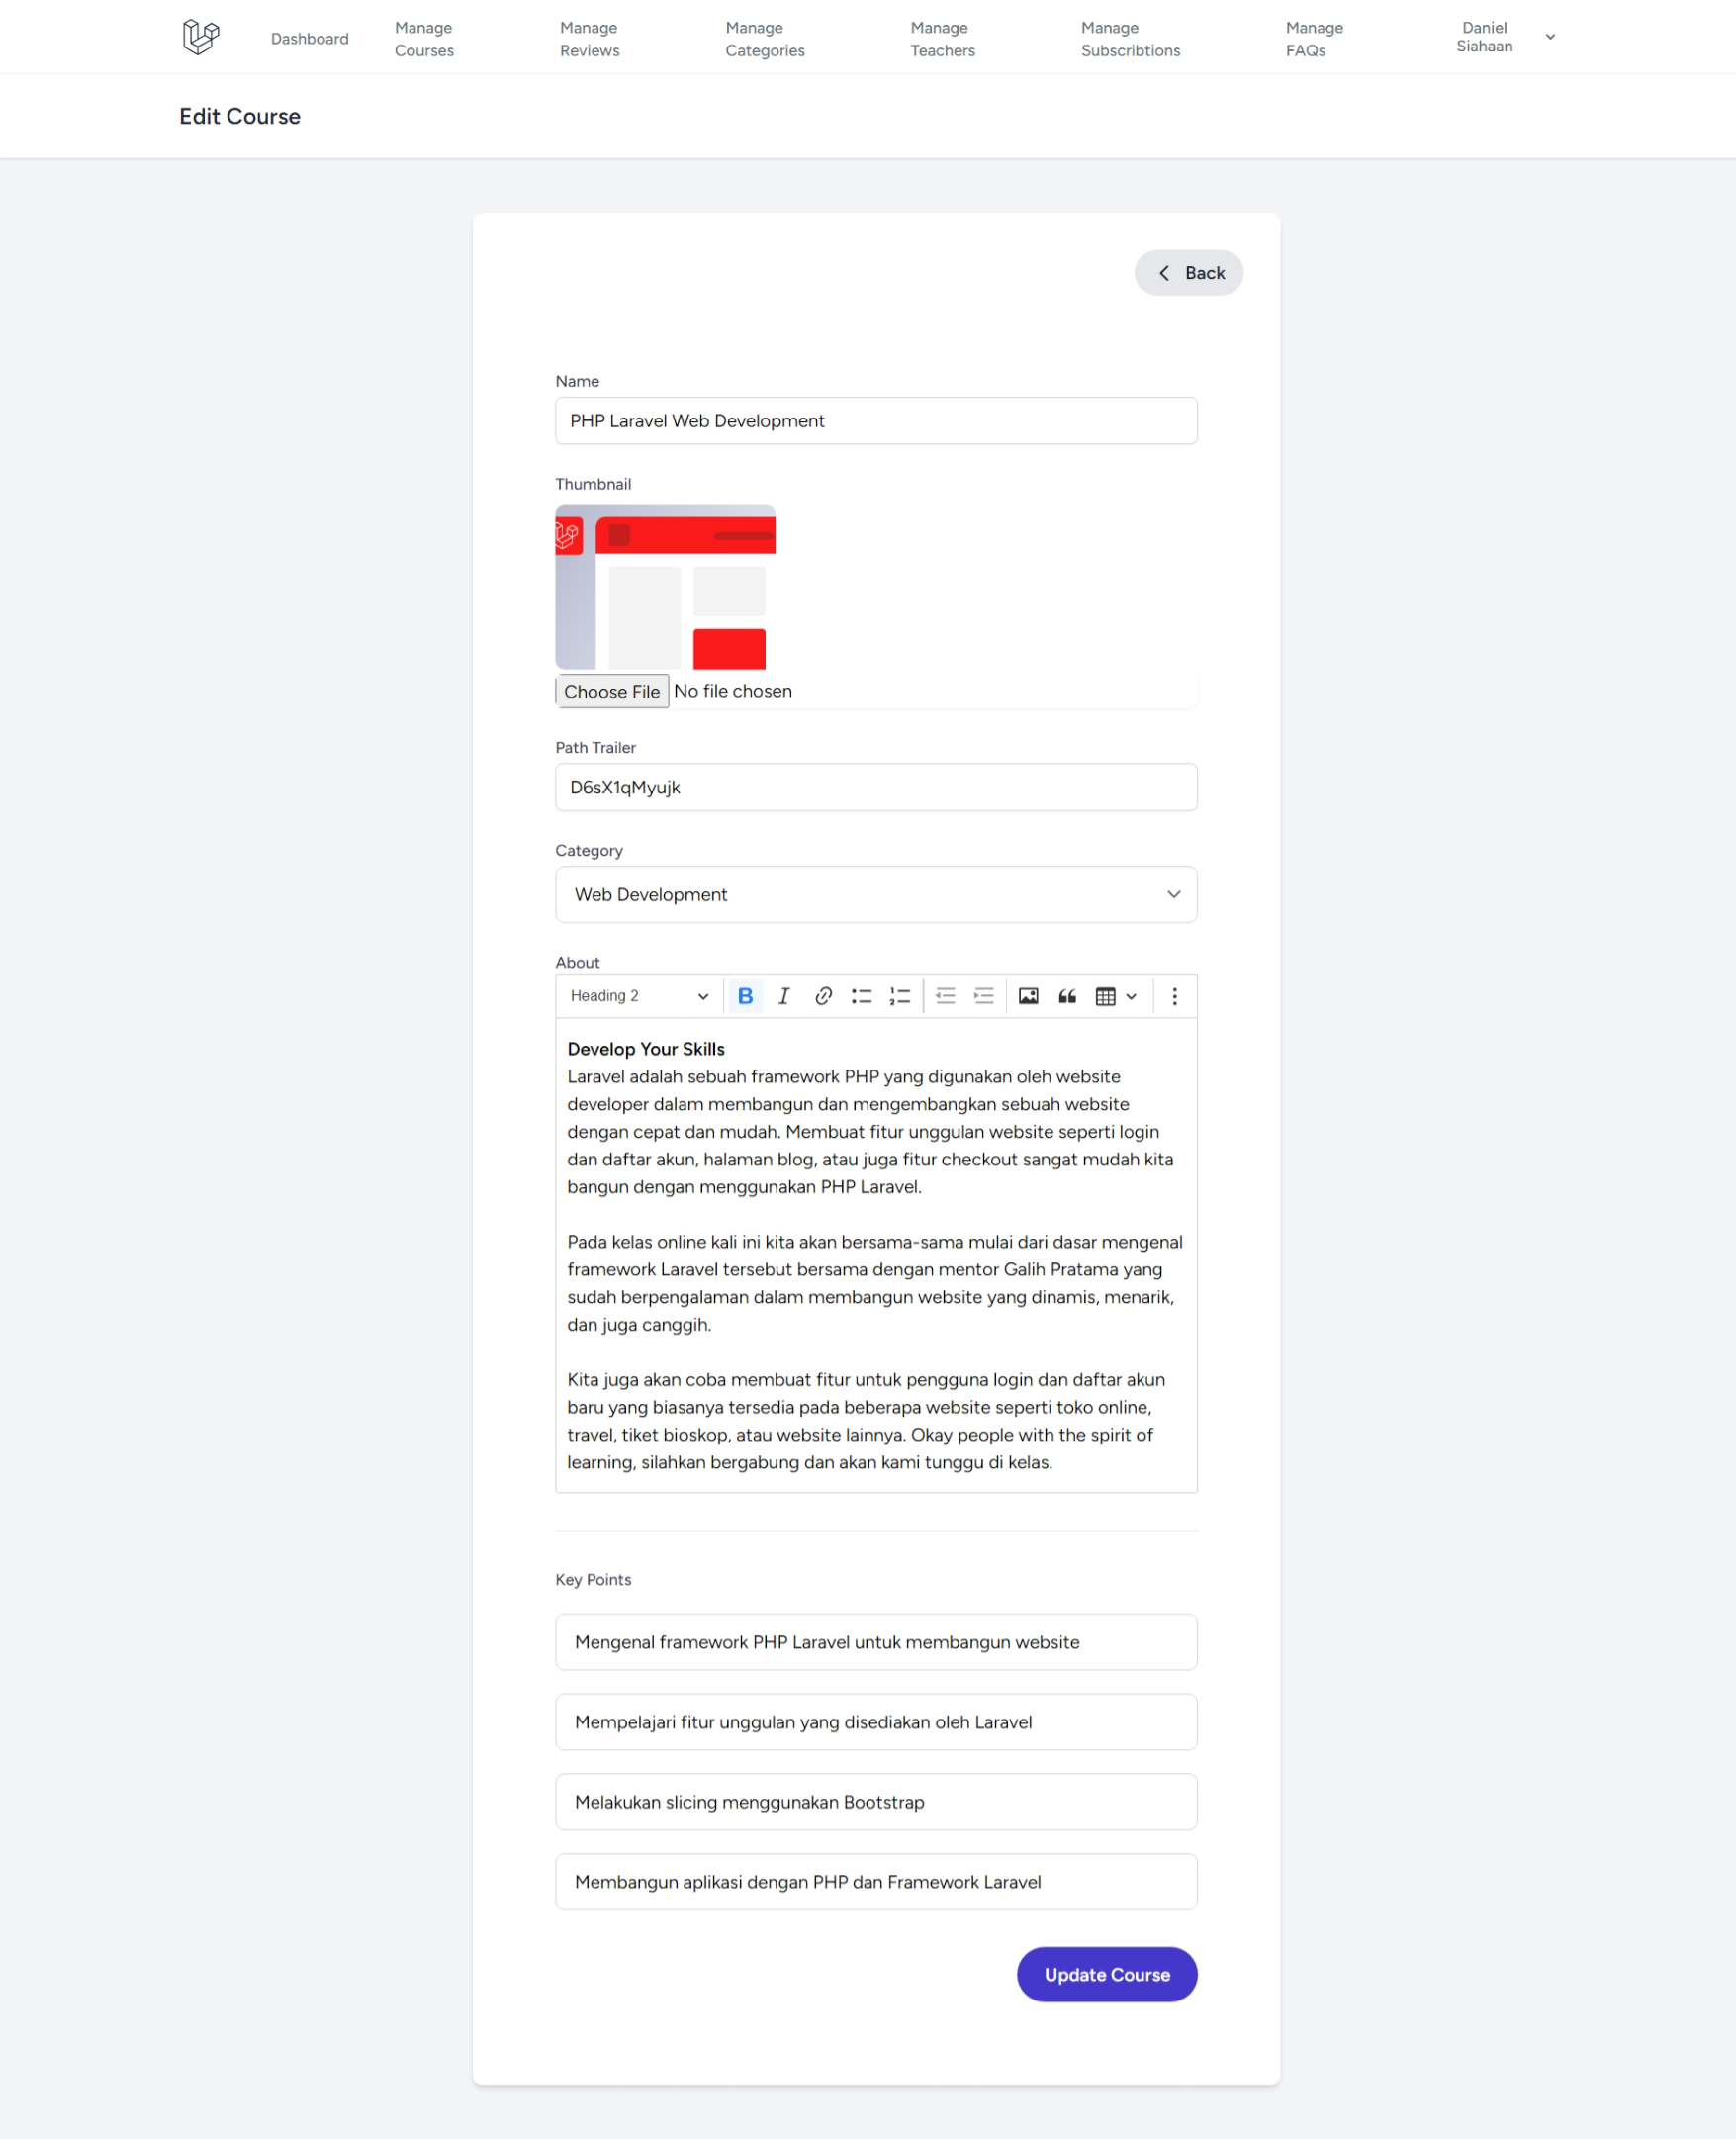 Dashboard
Manage
Courses
Manage
Reviews
Manage
Categories
Manage
Teachers
Manage
Subscribtions
Manage
FAQs
Daniel
Siahaan
Edit Course
Back
Name
PHP Laravel Web Development
Thumbnail
Choose File No file chosen
Path Trailer
D6sX1qMyujk
Category
Web Development
About
Heading 2
B I
Develop Your Skills
Laravel adalah sebuah framework PHP yang digunakan oleh website
developer dalam membangun dan mengembangkan sebuah website
dengan cepat dan mudah. Membuat fitur unggulan website seperti login
dan daftar akun, halaman blog, atau juga fitur checkout sangat mudah kita
bangun dengan menggunakan PHP Laravel.
Pada kelas online kali ini kita akan bersama-sama mulai dari dasar mengenal
framework Laravel tersebut bersama dengan mentor Galih Pratama yang
sudah berpengalaman dalam membangun website yang dinamis, menarik,
dan juga canggih.
Kita juga akan coba membuat fitur untuk pengguna login dan daftar akun
baru yang biasanya tersedia pada beberapa website seperti toko online,
travel, tiket bioskop, atau website lainnya. Okay people with the spirit of
learning, silahkan bergabung dan akan kami tunggu di kelas.
Key Points
Mengenal framework PHP Laravel untuk membangun website
Mempelajari fitur unggulan yang disediakan oleh Laravel
Melakukan slicing menggunakan Bootstrap
Membangun aplikasi dengan PHP dan Framework Laravel
Update Course